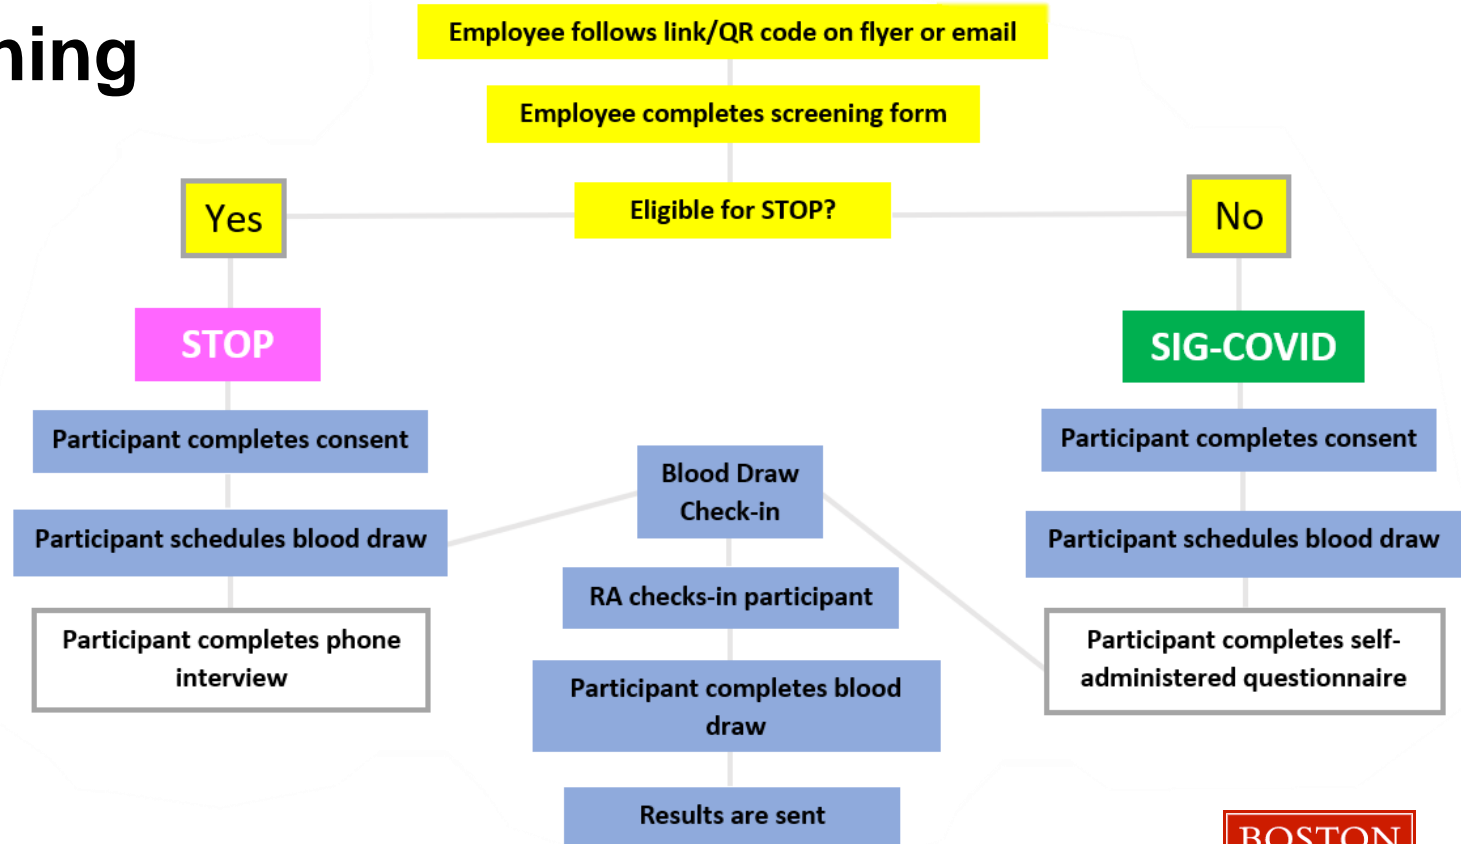 ning
Employee follows link/QR code on flyer or email
Employee completes screening form
Yes
Eligible for STOP?
No
STOP
SIG-COVID
Participant completes consent
Participant completes consent
Blood Draw
Check-in
Participant schedules blood draw
Participant schedules blood draw
RA checks-in participant
Participant completes phone
interview
Participant completes self-
administered questionnaire
Participant completes blood
draw
Results are sent
BOSTON